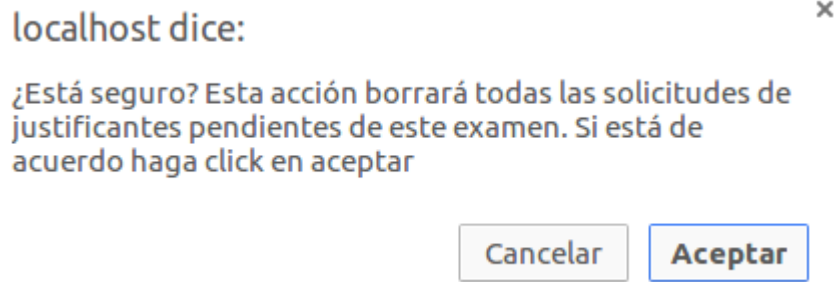 localhost dice:
¿Está seguro? Esta acción borrará todas las solicitudes de
justificantes pendientes de este examen. Si está de
acuerdo haga click en aceptar
Cancelar Aceptar